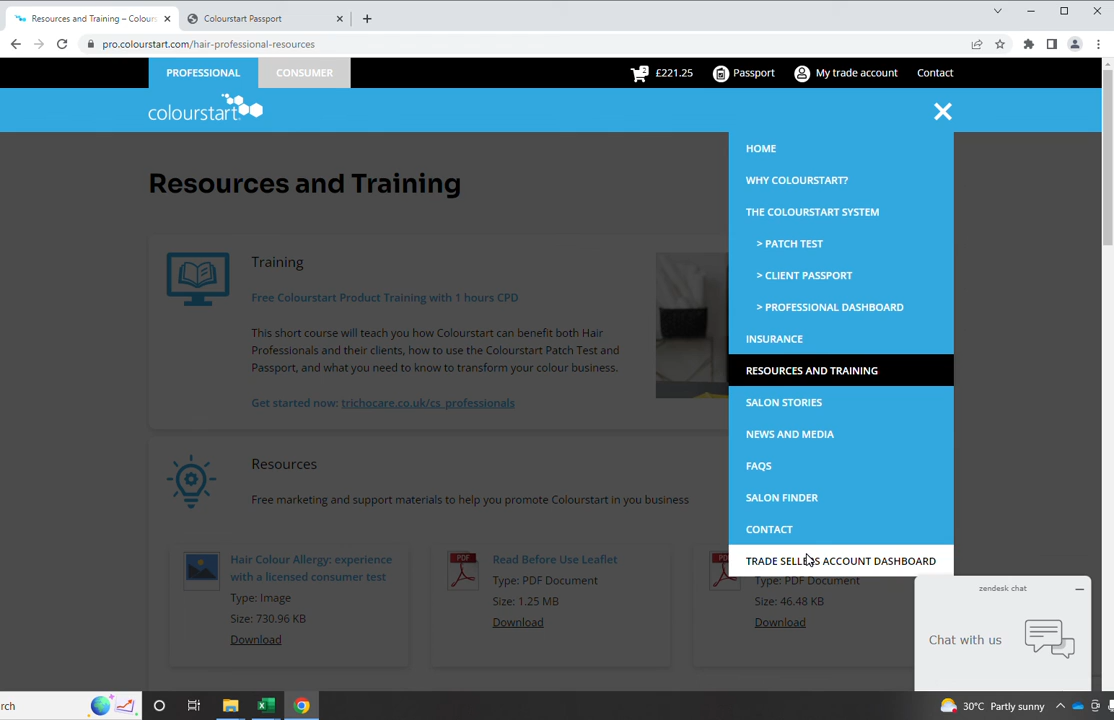 Resources and Training – Colours
Colourstart Passport
pro.colourstart.com/hair-professional-resources
PROFESSIONAL
CONSUMER
2
£221.25
Passport
My trade account
Contact
colourstart
HOME
WHY COLOURSTART?
THE COLOURSTART SYSTEM
> PATCH TEST
> CLIENT PASSPORT
> PROFESSIONAL DASHBOARD
INSURANCE
RESOURCES AND TRAINING
SALON STORIES
NEWS AND MEDIA
FAQS
SALON FINDER
CONTACT
TRADE SELLERS ACCOUNT DASHBOARD
Resources and Training
Training
Free Colourstart Product Training with 1 hours CPD
This short course will teach you how Colourstart can benefit both Hair
Professionals and their clients, how to use the Colourstart Patch Test and
Passport, and what you need to know to transform your colour business.
Get started now: trichocare.co.uk/cs_professionals
Resources
Free marketing and support materials to help you promote Colourstart in you business
Hair Colour Allergy: experience
with a licensed consumer test
Type: Image
Size: 730.96 KB
Download
PDF
Read Before Use Leaflet
Type: PDF Document
Size: 1.25 MB
Download
PDF
Type: PDF Document
Size: 46.48 KB
Download
zendesk chat
Chat with us
rch
30°C Partly sunny